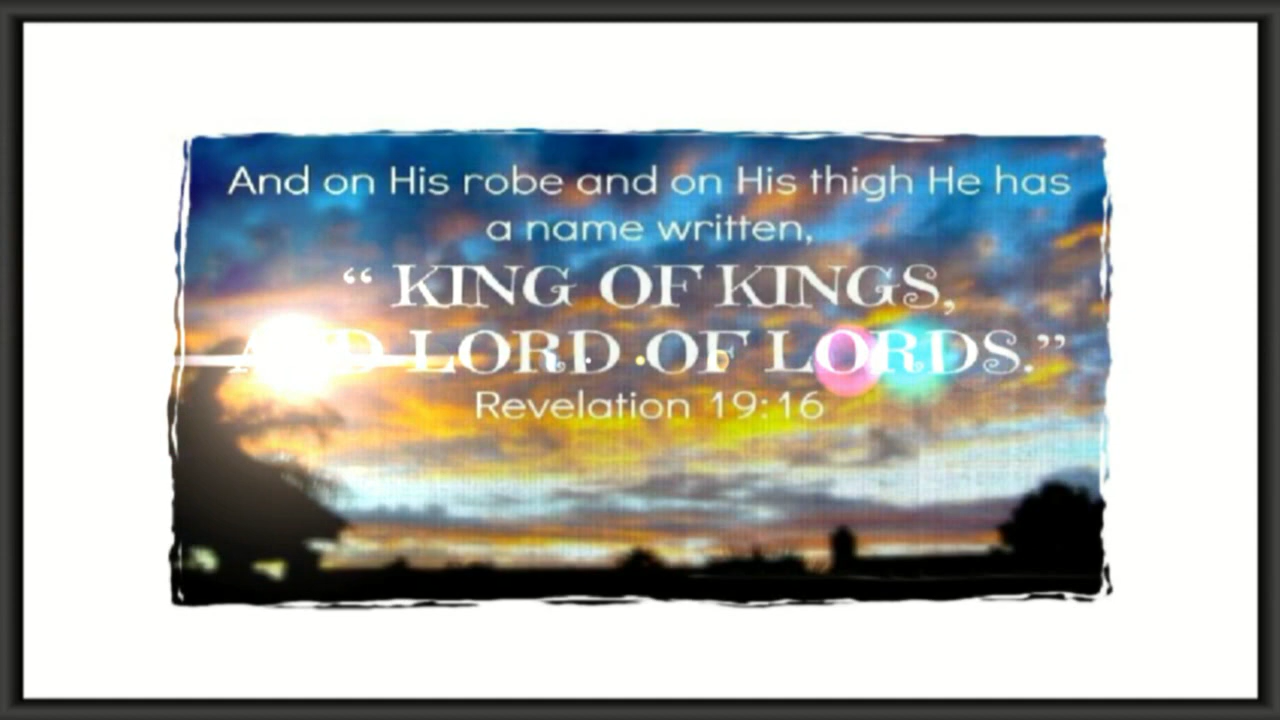 And on His robe and on His thigh He has
a name written,
“ KING OF KINGS,
AND LORD OF LORDS.”
Revelation 19:16